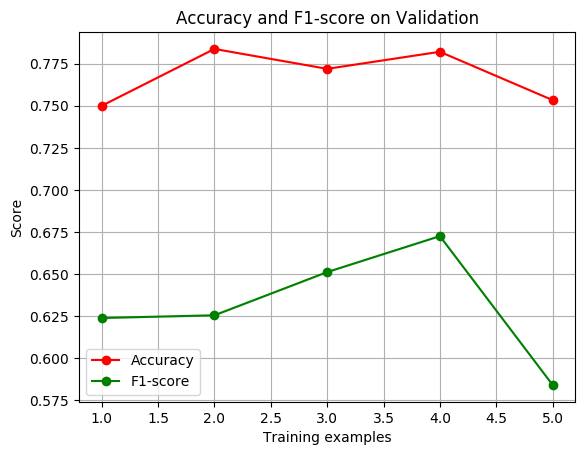 Accuracy and F1-score on Validation
0.775
0.750
0.725
0.700
0.675
0.650
0.625
0.600
0.575
Score
Accuracy
F1-score
1.0 1.5 2.0 2.5 3.0 3.5 4.0 4.5 5.0
Training examples